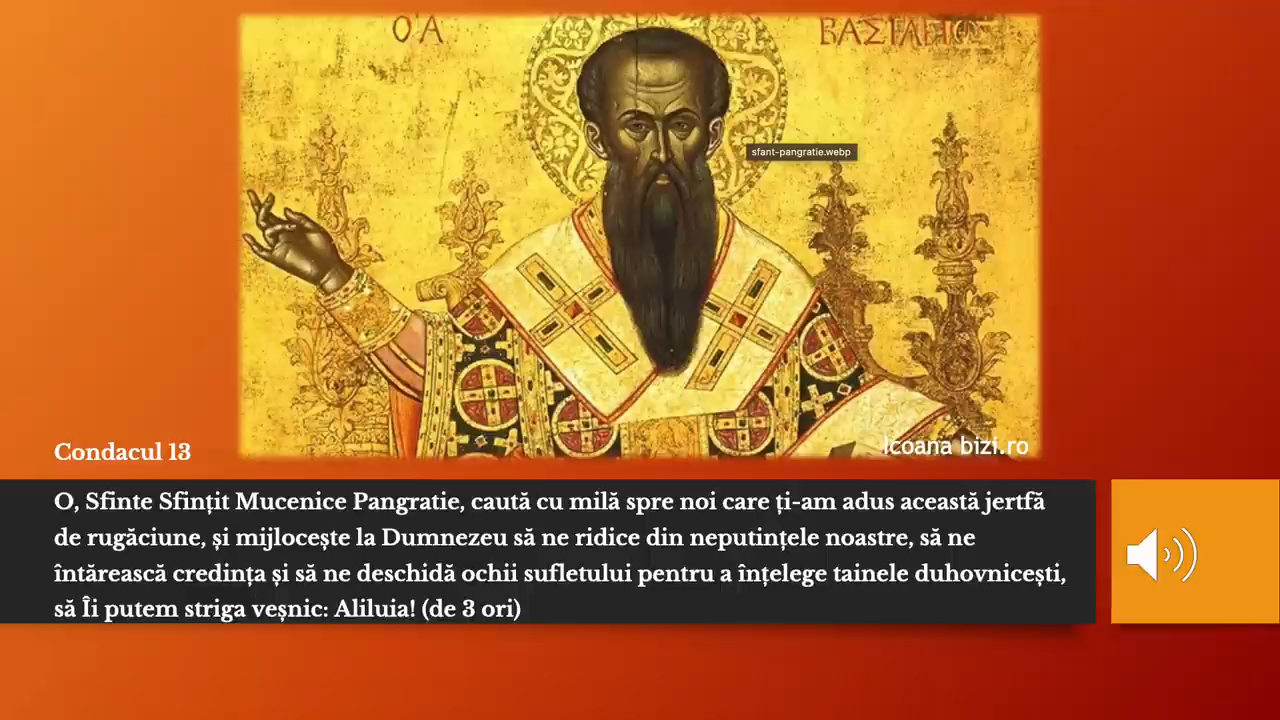 Ο Α
ΒΑΣΙΛΕΙΟΣ
sfant-pangratie.webp
Icoana bizi.ro
Condacul 13
O, Sfinte Sfințit Mucenice Pangratie, caută cu milă spre noi care ți-am adus această jertfă
de rugăciune, și mijlocește la Dumnezeu să ne ridice din neputințele noastre, să ne
întărească credința și să ne deschidă ochii sufletului pentru a înțelege tainele duhovnicești,
să Îi putem striga veșnic: Aliluia! (de 3 ori)